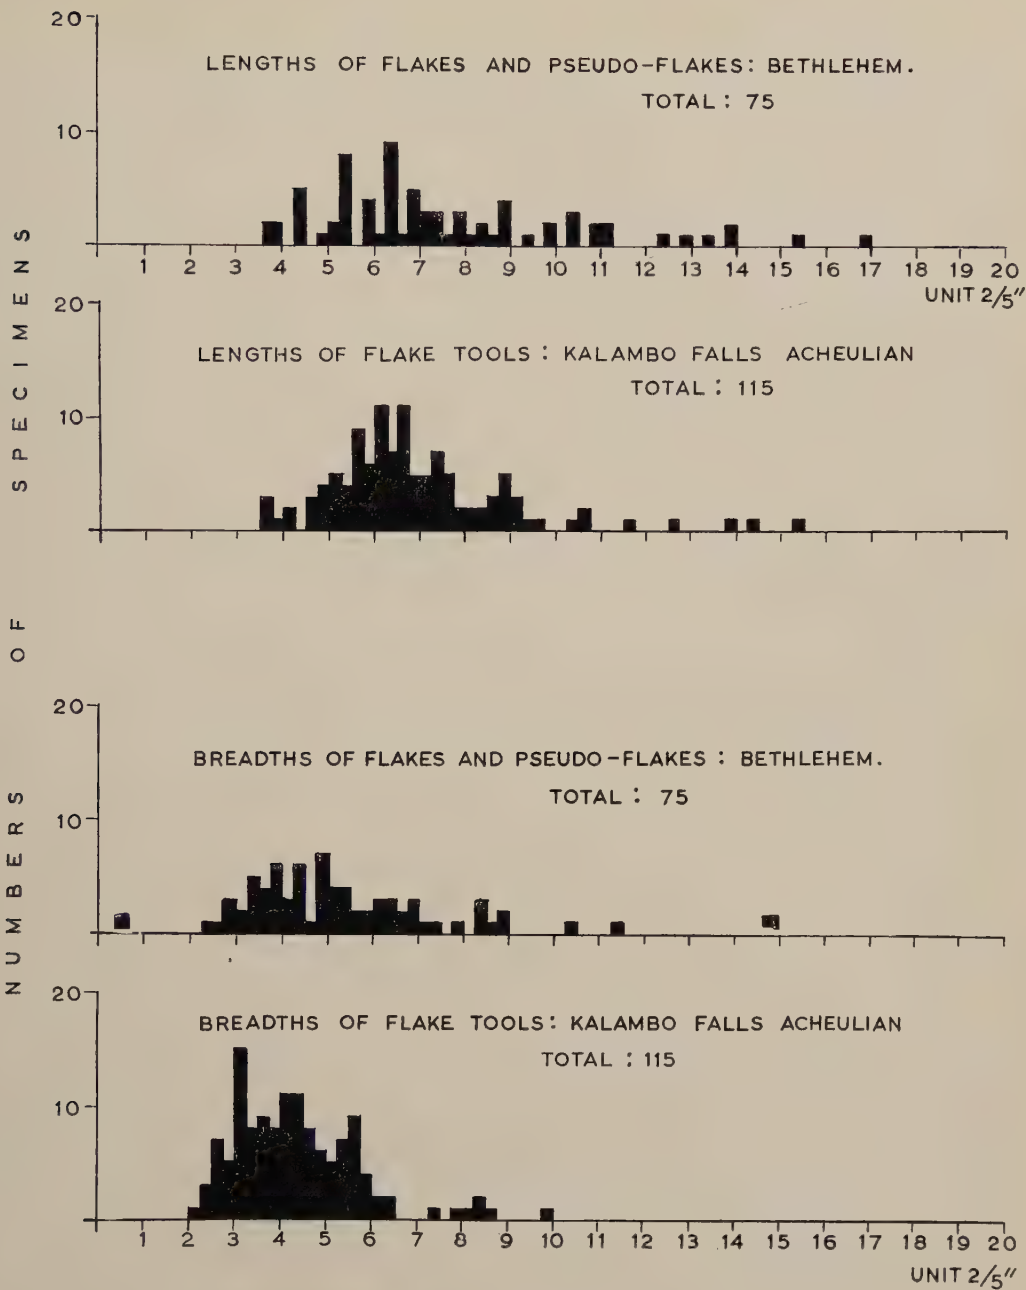 20
LENGTHS OF FLAKES AND PSEUDO-FLAKES: BETHLEHEM.
TOTAL: 75
10
1 2 3 4 5 6 7 8 9 10 11 12 13 14 15 16 17 18 19 20
UNIT 2/5"
20
LENGTHS OF FLAKE TOOLS: KALAMBO FALLS ACHEULIAN
TOTAL: 115
10
NUMBERS OF SPECIMENS
20
BREADTHS OF FLAKES AND PSEUDO-FLAKES: BETHLEHEM.
TOTAL: 75
10
20
BREADTHS OF FLAKE TOOLS: KALAMBO FALLS ACHEULIAN
TOTAL: 115
10
1 2 3 4 5 6 7 8 9 10 11 12 13 14 15 16 17 18 19 20
UNIT 2/5"